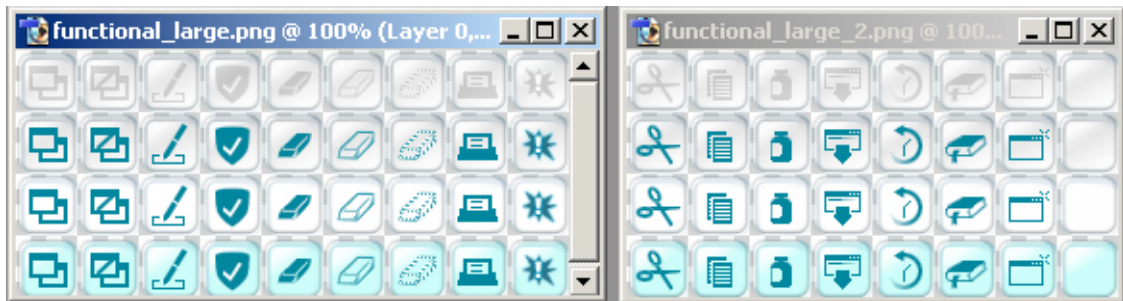 functional_large.png @ 100% (Layer 0,...
functional_large_2.png @ 100...